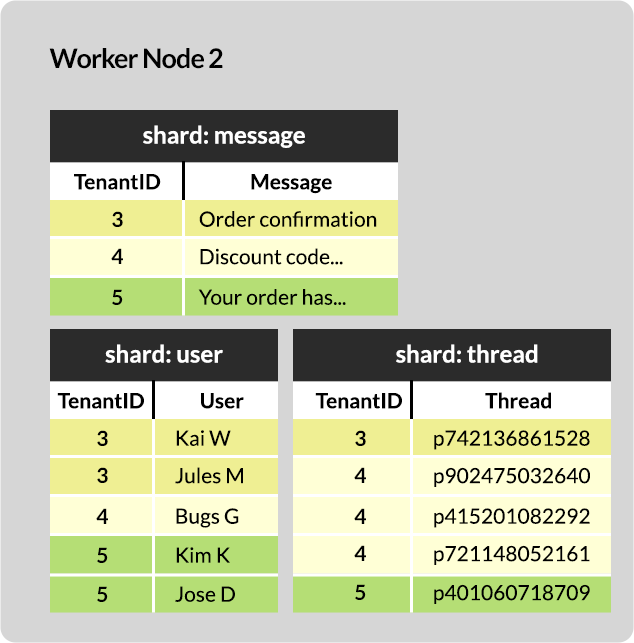 Worker Node 2
shard: message
TenantID Message
3 Order confirmation
4 Discount code...
5 Your order has...
shard: user
TenantID User
3 Kai W
3 Jules M
4 Bugs G
5 Kim K
5 Jose D
shard: thread
TenantID Thread
3 p742136861528
4 p902475032640
4 p415201082292
4 p721148052161
5 p401060718709